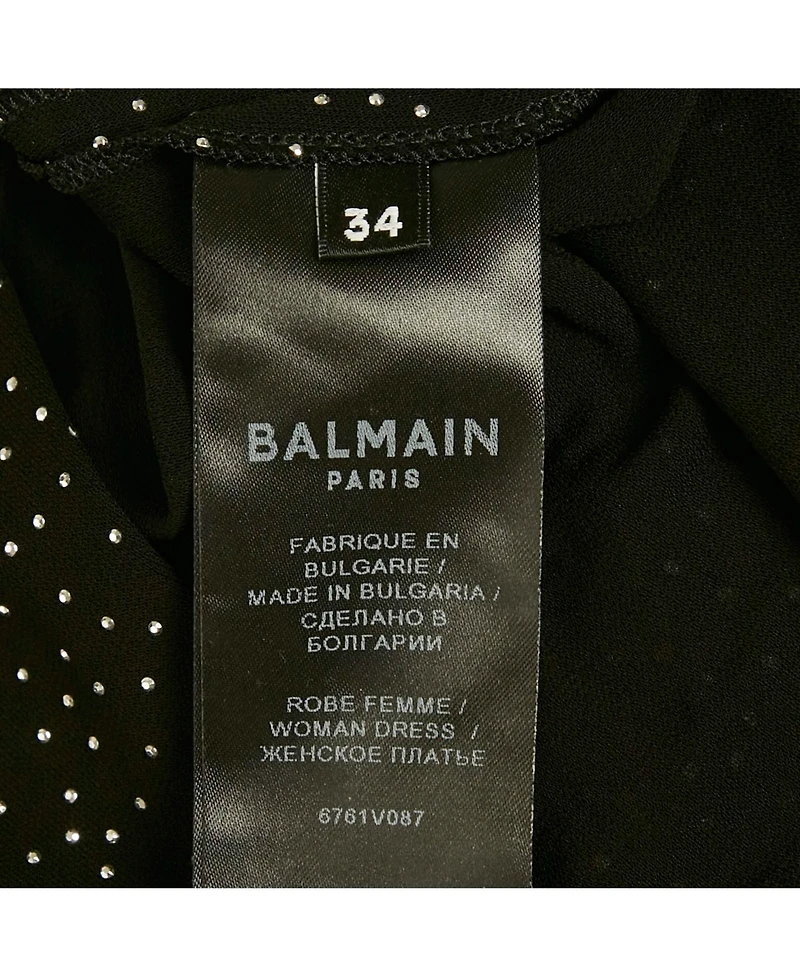 34
BALMAIN
PARIS
FABRIQUE EN
BULGARIE /
MADE IN BULGARIA /
СДЕЛАНО В
БОЛГАРИИ
ROBE FEMME /
WOMAN DRESS /
ЖЕНСКОЕ ПЛАТЬЕ
6761V087